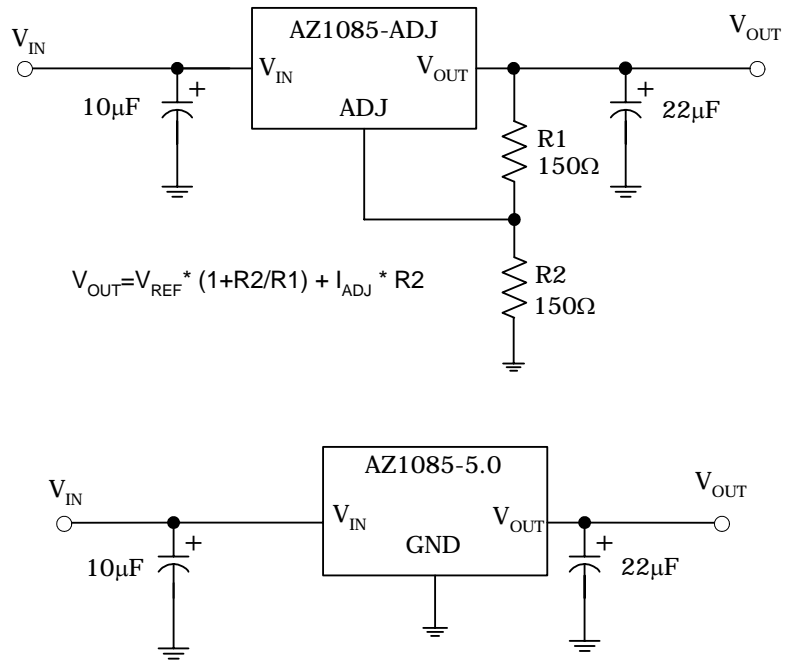 V_IN
AZ1085-ADJ
V_OUT
V_IN
V_OUT
+
10μF
ADJ
+
22μF
R1
150Ω
V_OUT=V_REF* (1+R2/R1) + I_ADJ * R2
R2
150Ω
V_IN
AZ1085-5.0
V_OUT
V_IN
V_OUT
+
10μF
GND
+
22μF